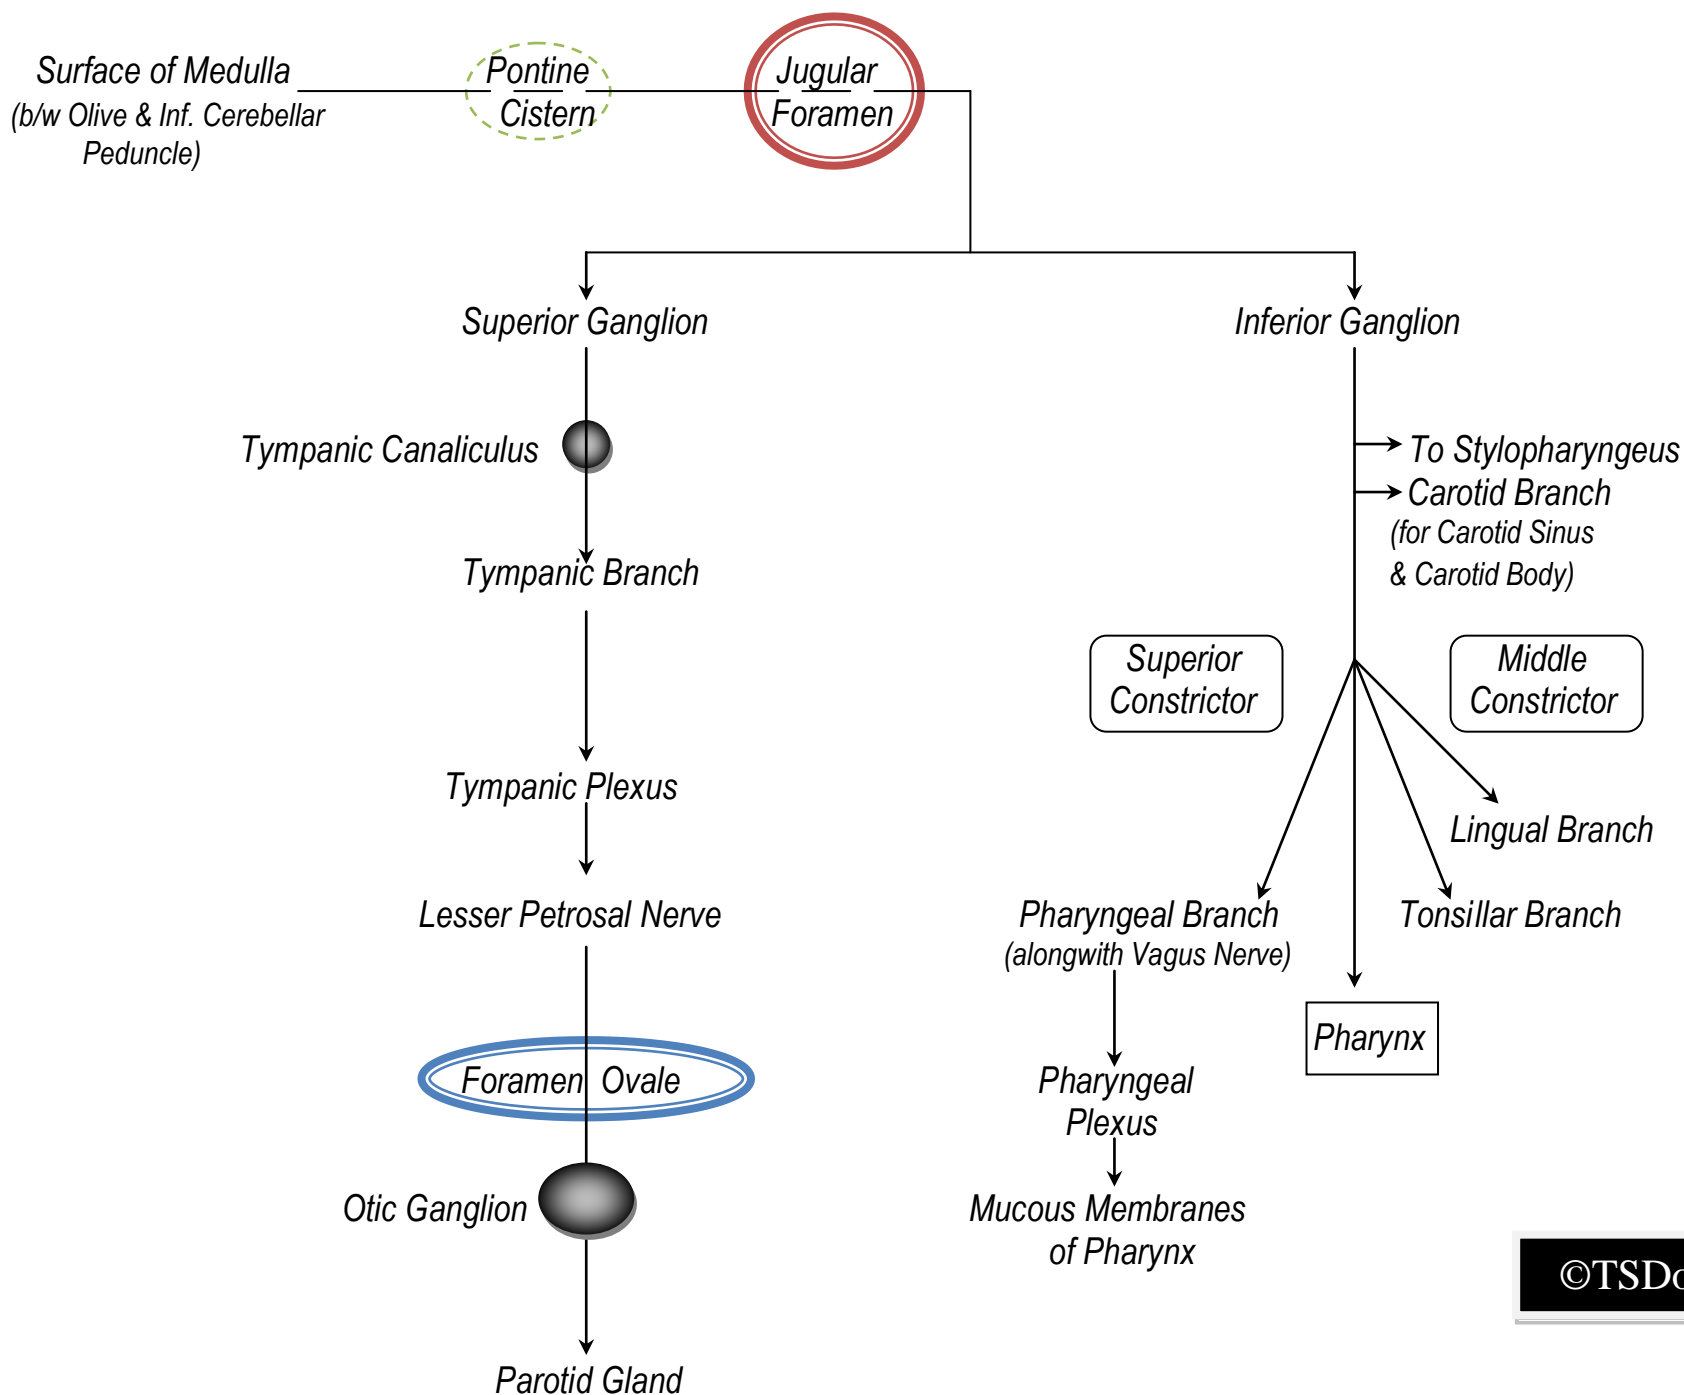 Surface of Medulla
(b/w Olive & Inf. Cerebellar
Peduncle)
Pontine
Cistern
Jugular
Foramen
Superior Ganglion
Inferior Ganglion
Tympanic Canaliculus
To Stylopharyngeus
Carotid Branch
(for Carotid Sinus
& Carotid Body)
Tympanic Branch
Superior
Constrictor
Middle
Constrictor
Tympanic Plexus
Lingual Branch
Lesser Petrosal Nerve
Pharyngeal Branch
(alongwith Vagus Nerve)
Tonsillar Branch
Pharynx
Foramen Ovale
Pharyngeal
Plexus
Otic Ganglion
Mucous Membranes
of Pharynx
Parotid Gland